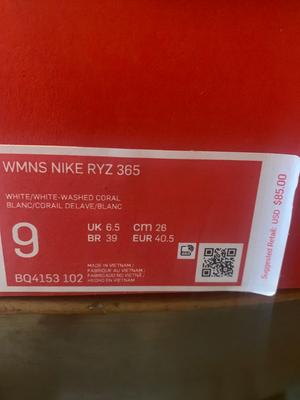 WMNS NIKE RYZ 365
WHITE/WHITE-WASHED CORAL
BLANC/CORAIL DELAVE/BLANC
9
UK 6.5 cm 26
BR 39 EUR 40.5
BQ4153 102
MADE IN VIETNAM/
FABRIQUÉ AU VIETNAM/
FABRICADO NO VIETNÃ/
HECHO EN VIETNAM
Suggested Retail: USD $85.00